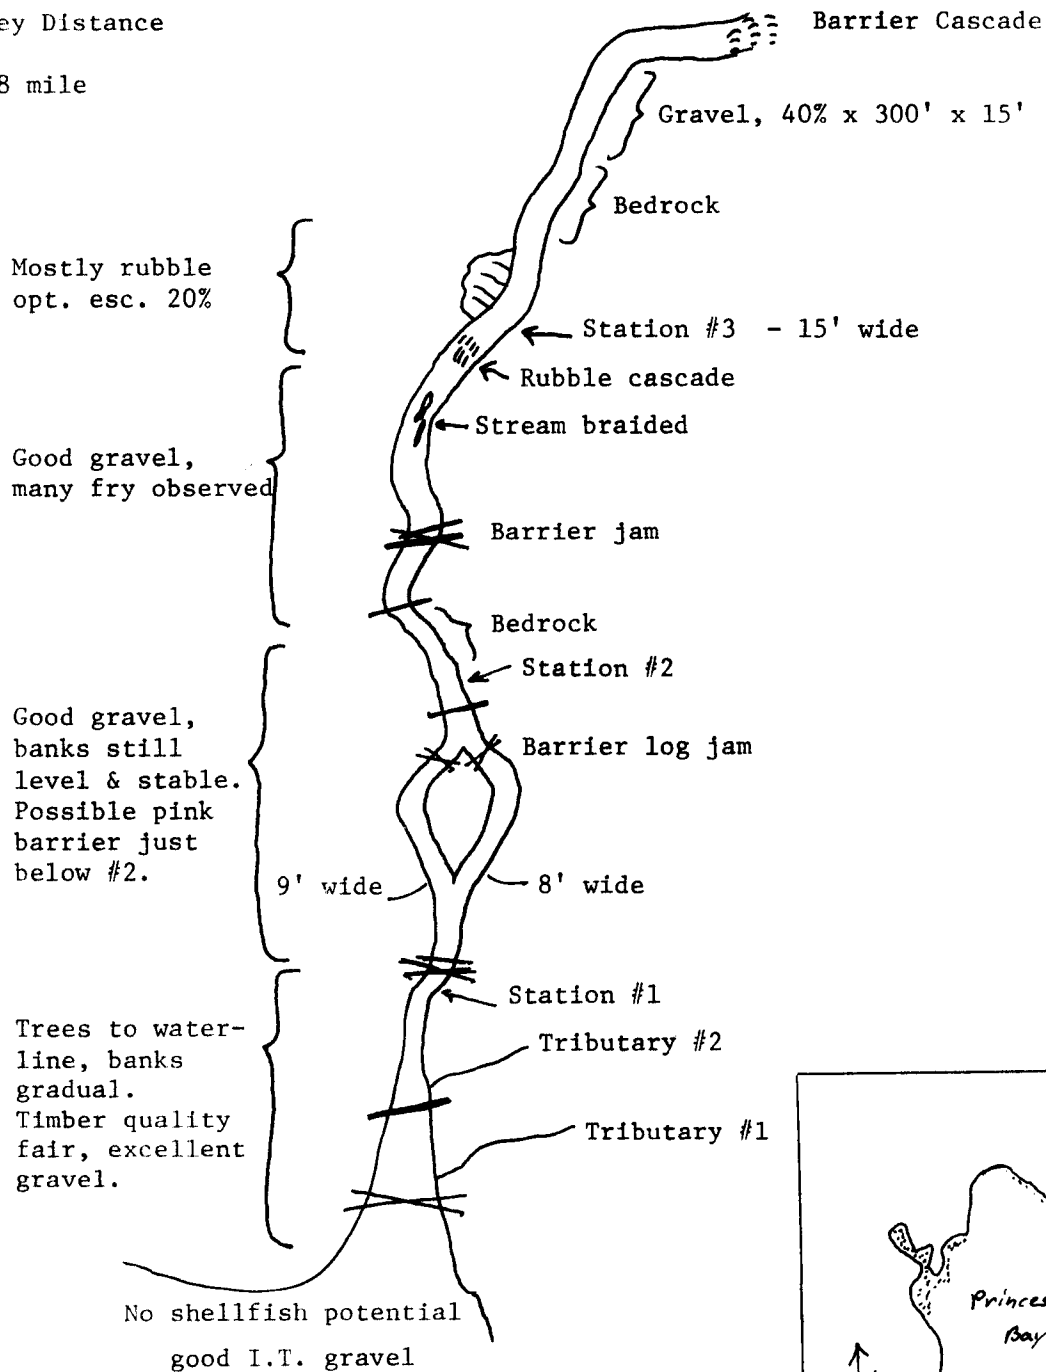 ey Distance
8 mile
Barrier Cascade
Gravel, 40% x 300' x 15'
Bedrock
Mostly rubble
opt. esc. 20%
Station #3 - 15' wide
Rubble cascade
Stream braided
Good gravel,
many fry observed
Barrier jam
Bedrock
Station #2
Good gravel,
banks still
level & stable.
Possible pink
barrier just
below #2.
Barrier log jam
9' wide
8' wide
Station #1
Trees to water-
line, banks
gradual.
Timber quality
fair, excellent
gravel.
Tributary #2
Tributary #1
No shellfish potential
good I.T. gravel
Princes
Bay